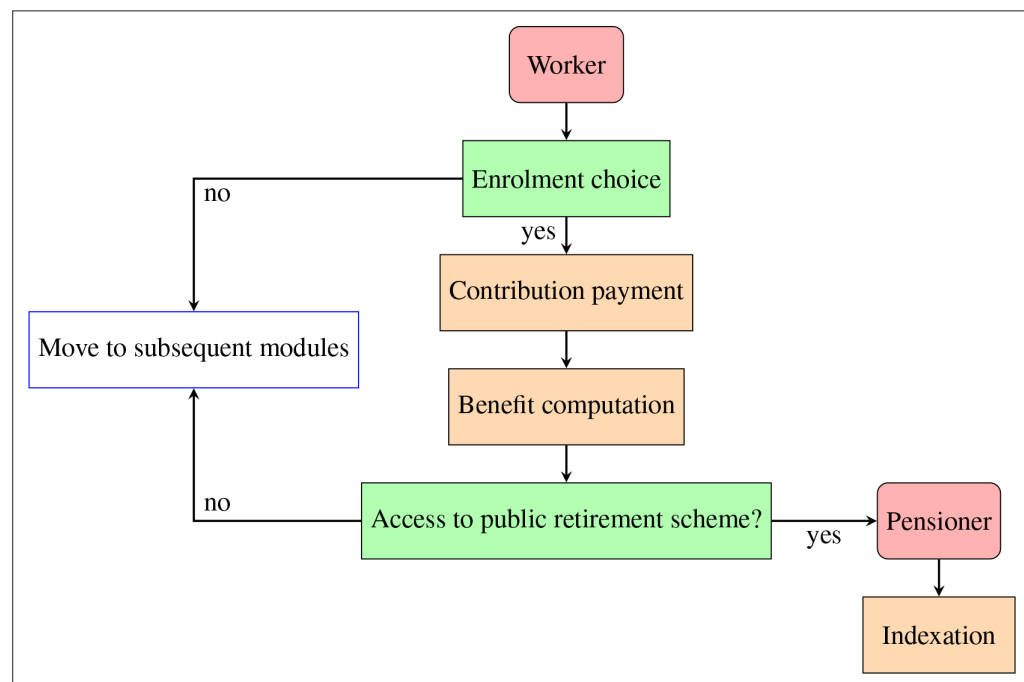 Worker
Enrolment choice
no
yes
Contribution payment
Move to subsequent modules
Benefit computation
no
Access to public retirement scheme?
yes
Pensioner
Indexation